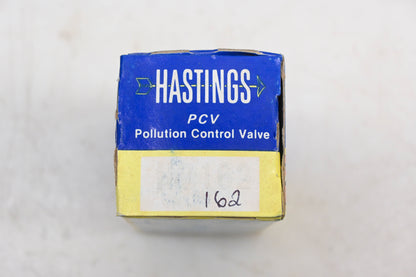 HASTINGS
PCV
Pollution Control Valve
162